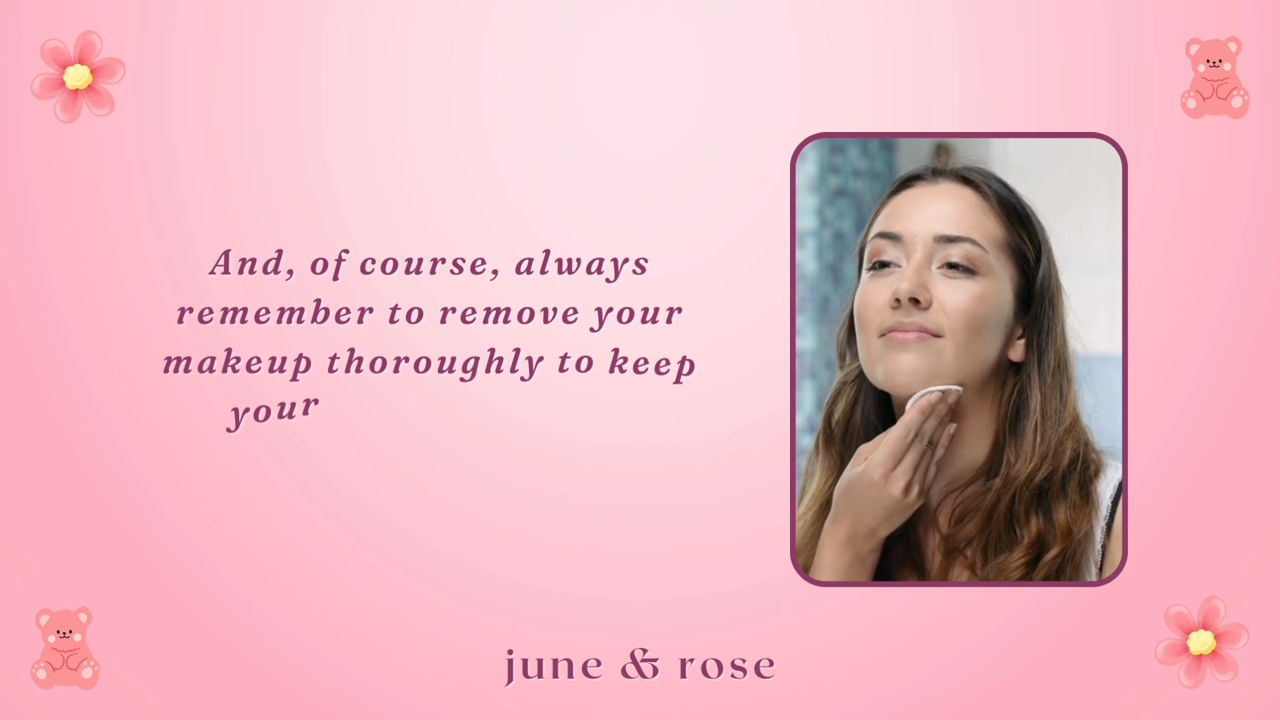 And, of course, always
remember to remove your
makeup thoroughly to keep
your
june & rose